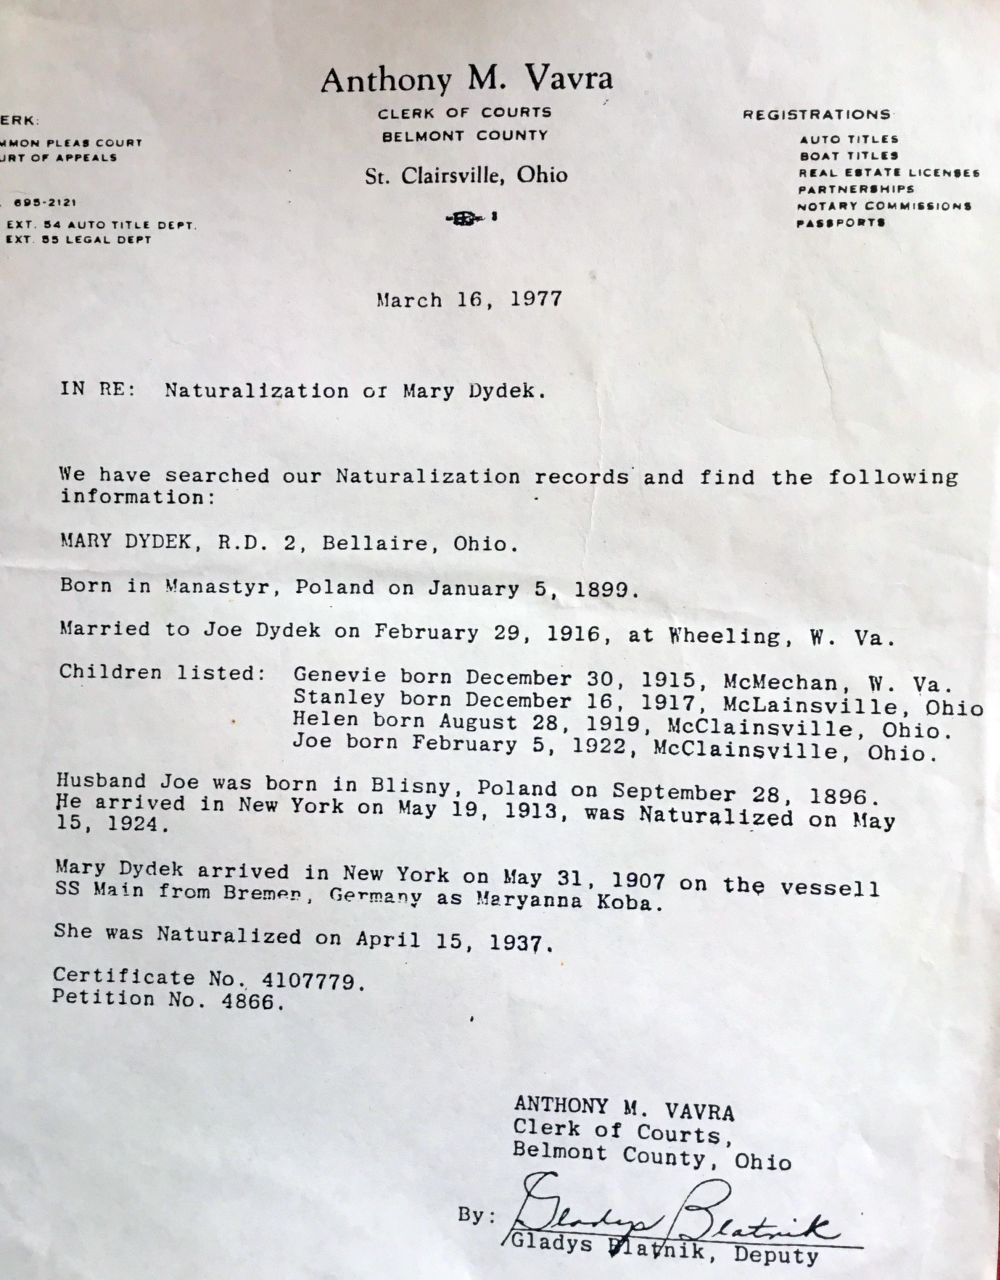 Anthony M. Vavra
CLERK OF COURTS
BELMONT COUNTY
St. Clairsville, Ohio
ERK:
MMON PLEAS COURT
URT OF APPEALS
695-2121
EXT. 54 AUTO TITLE DEPT.
EXT. 55 LEGAL DEPT
REGISTRATIONS
AUTO TITLES
BOAT TITLES
REAL ESTATE LICENSES
PARTNERSHIPS
NOTARY COMMISSIONS
PASSPORTS
March 16, 1977
IN RE: Naturalization of Mary Dydek.
We have searched our Naturalization records and find the following
information:
MARY DYDEK, R.D. 2, Bellaire, Ohio.
Born in Manastyr, Poland on January 5, 1899.
Married to Joe Dydek on February 29, 1916, at Wheeling, W. Va.
Children listed: Genevie born December 30, 1915, McMechan, W. Va.
Stanley born December 16, 1917, McLainsville, Ohio
Helen born August 28, 1919, McClainsville, Ohio.
Joe born February 5, 1922, McClainsville, Ohio.
Husband Joe was born in Blisny, Poland on September 28, 1896.
He arrived in New York on May 19, 1913, was Naturalized on May
15, 1924.
Mary Dydek arrived in New York on May 31, 1907 on the vessell
SS Main from Bremen, Germany as Maryanna Koba.
She was Naturalized on April 15, 1937.
Certificate No. 4107779.
Petition No. 4866.
ANTHONY M. VAVRA
Clerk of Courts,
Belmont County, Ohio
By: Gladys Blatnik
Gladys Blatnik, Deputy